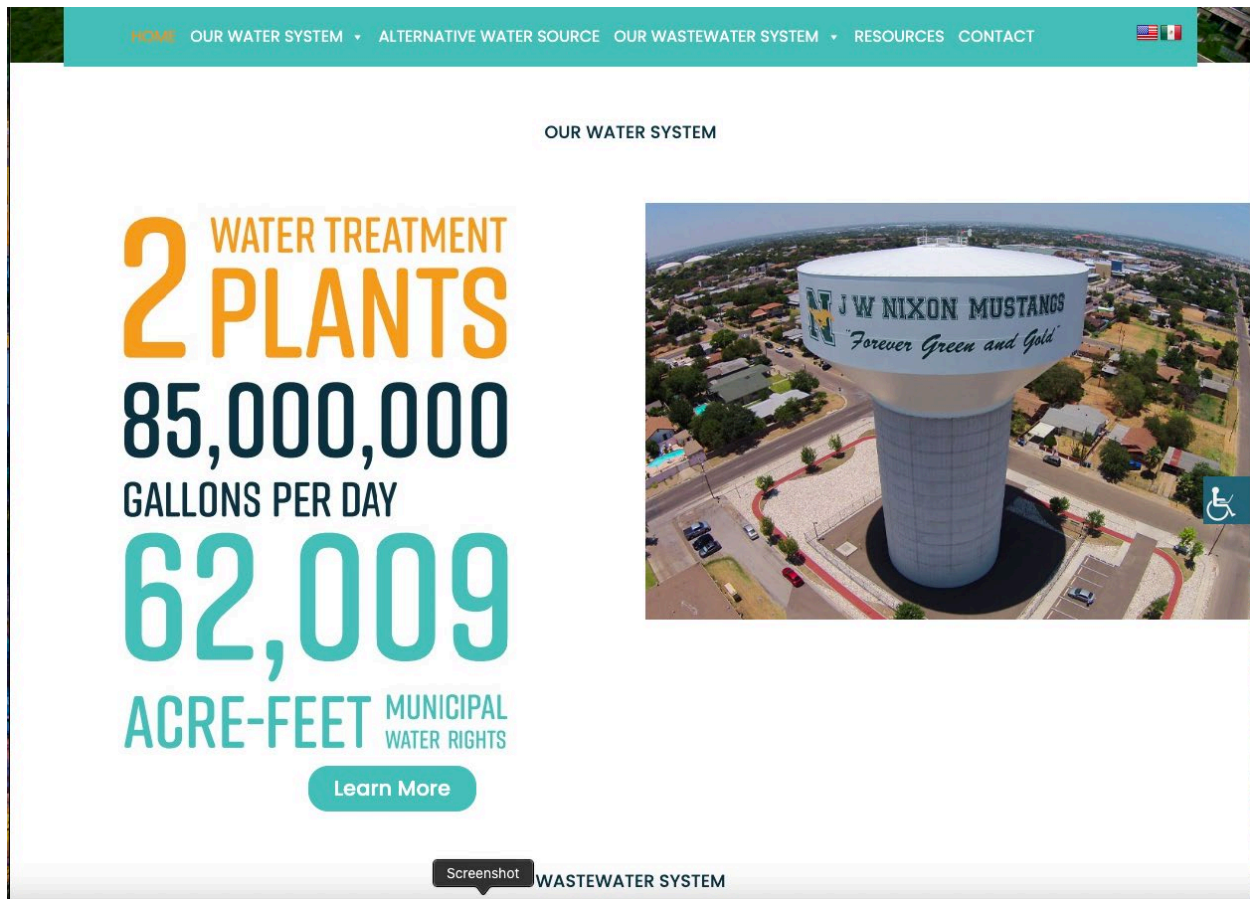 HOME OUR WATER SYSTEM ALTERNATIVE WATER SOURCE OUR WASTEWATER SYSTEM RESOURCES CONTACT
OUR WATER SYSTEM
2 WATER TREATMENT
PLANTS
85,000,000
GALLONS PER DAY
62,009
ACRE-FEET MUNICIPAL
WATER RIGHTS
Learn More
N J W NIXON MUSTANGS
"Forever Green and Gold"
Screenshot
WASTEWATER SYSTEM